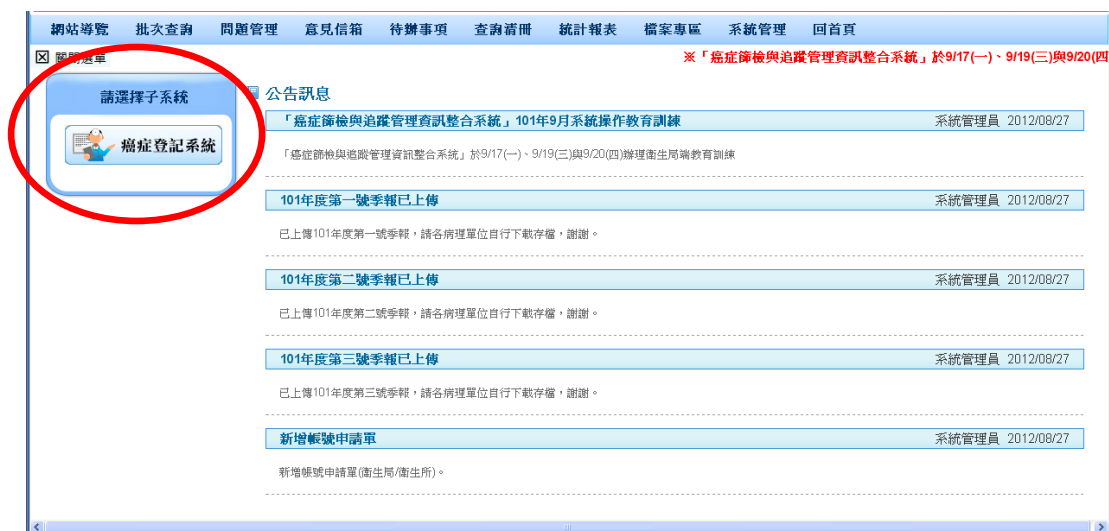 網站導覽 批次查詢 問題管理 意見信箱 待辦事項 查詢清冊 統計報表 檔案專區 系統管理 回首頁
關閉選單
※「癌症篩檢與追蹤管理資訊整合系統」於9/17(一)、9/19(三)與9/20(四
請選擇子系統
癌症登記系統
公告訊息
「癌症篩檢與追蹤管理資訊整合系統」101年9月系統操作教育訓練 系統管理員 2012/08/27
「癌症篩檢與追蹤管理資訊整合系統」於9/17(一)、9/19(三)與9/20(四)辦理衛生局端教育訓練
101年度第一號季報已上傳 系統管理員 2012/08/27
已上傳101年度第一號季報，請各病理單位自行下載存檔，謝謝。
101年度第二號季報已上傳 系統管理員 2012/08/27
已上傳101年度第二號季報，請各病理單位自行下載存檔，謝謝。
101年度第三號季報已上傳 系統管理員 2012/08/27
已上傳101年度第三號季報，請各病理單位自行下載存檔，謝謝。
新增帳號申請單 系統管理員 2012/08/27
新增帳號申請單(衛生局/衛生所)。